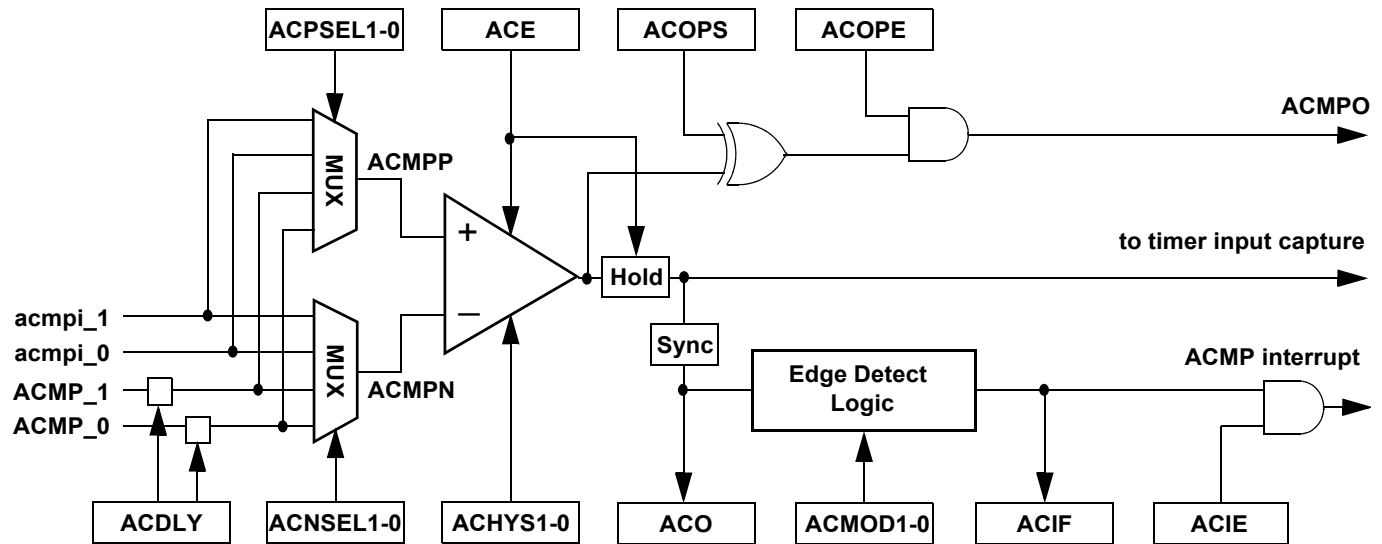 ACPSEL1-0
ACE
ACOPS
ACOPE
ACMPO
MUX
ACMPP
+
to timer input capture
Hold
acmpi_1
acmpi_0
ACMP_1
ACMP_0
MUX
ACMPN
–
Sync
Edge Detect
Logic
ACMP interrupt
ACDLY
ACNSEL1-0
ACHYS1-0
ACO
ACMOD1-0
ACIF
ACIE